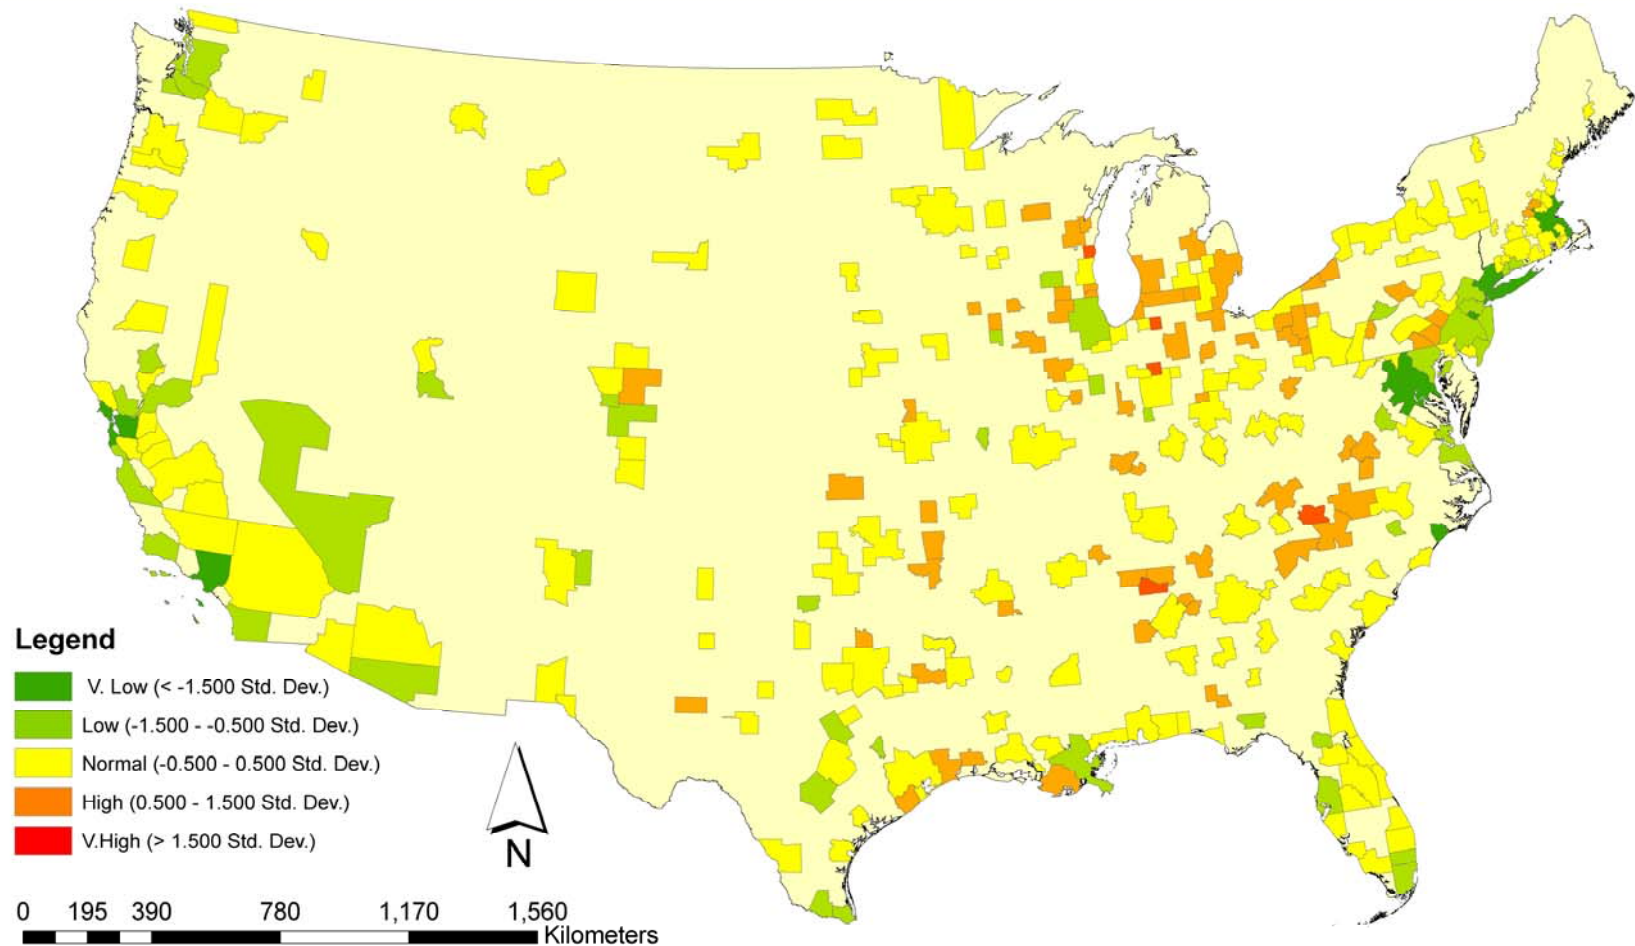 Legend
V. Low (< -1.500 Std. Dev.)
Low (-1.500 - -0.500 Std. Dev.)
Normal (-0.500 - 0.500 Std. Dev.)
High (0.500 - 1.500 Std. Dev.)
V.High (> 1.500 Std. Dev.)
N
0 195 390 780 1,170 1,560
Kilometers